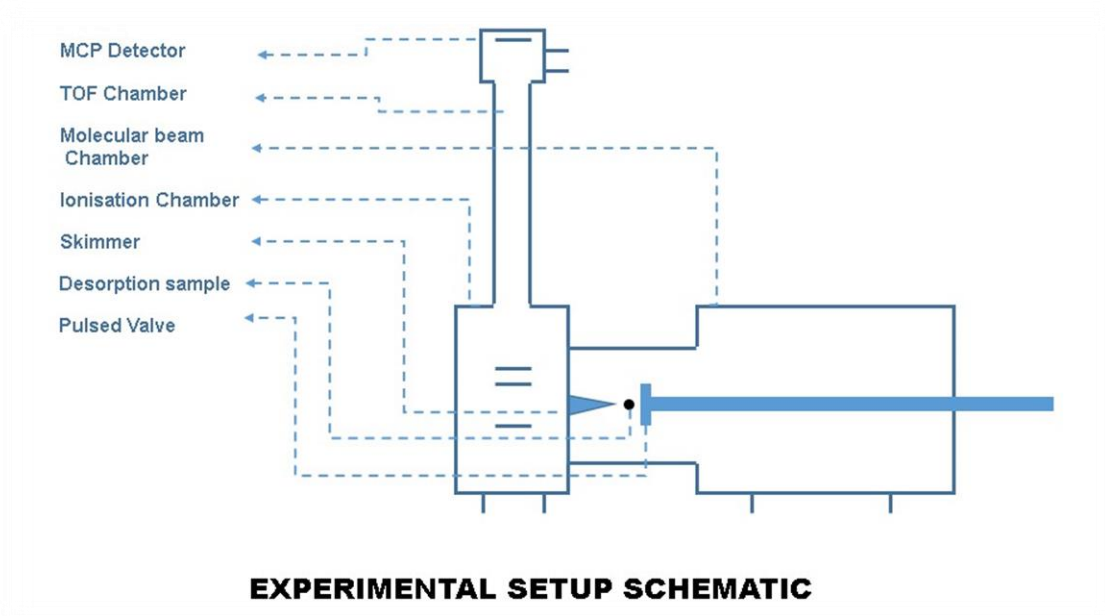 MCP Detector
TOF Chamber
Molecular beam
Chamber
Ionisation Chamber
Skimmer
Desorption sample
Pulsed Valve
EXPERIMENTAL SETUP SCHEMATIC